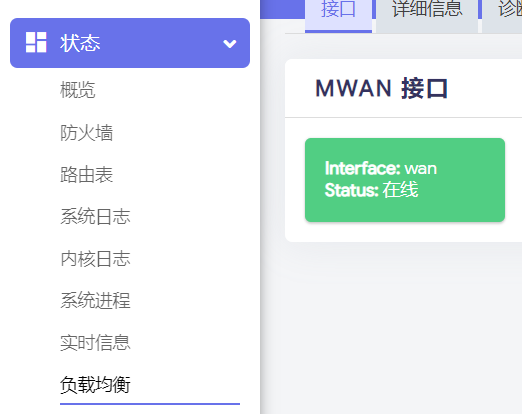 状态
概览
防火墙
路由表
系统日志
内核日志
系统进程
实时信息
负载均衡
接口
详细信息
诊断
MWAN 接口
Interface: wan
Status: 在线